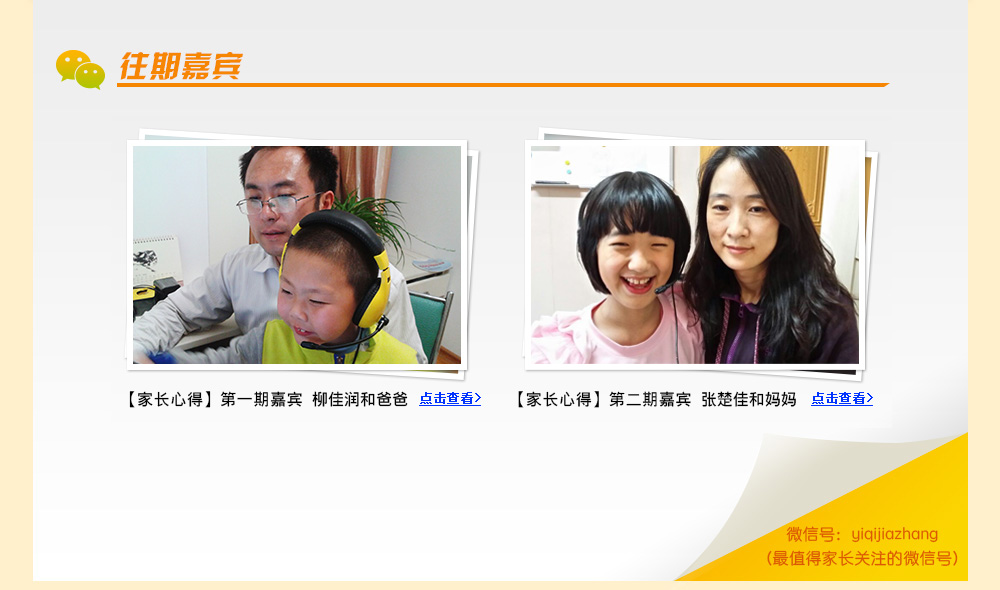 往期嘉宾
【家长心得】第一期嘉宾 柳佳润和爸爸 点击查看>
【家长心得】第二期嘉宾 张楚佳和妈妈 点击查看>
微信号：yiqijiazhang
(最值得家长关注的微信号)